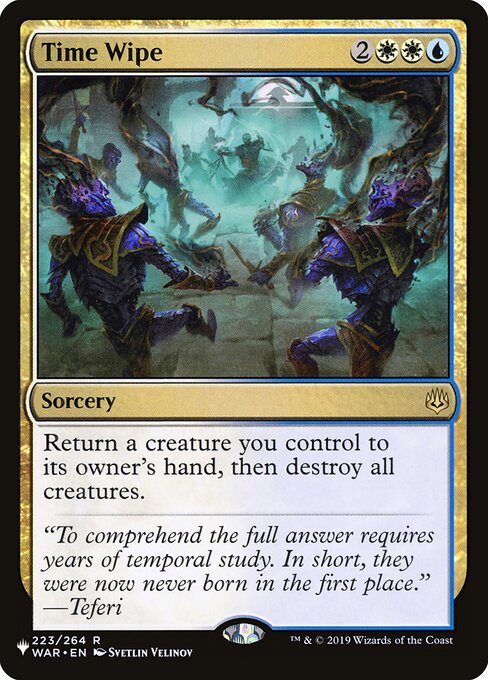 Time Wipe 2
Sorcery
Return a creature you control to
its owner's hand, then destroy all
creatures.
“To comprehend the full answer requires
years of temporal study. In short, they
were now never born in the first place.”
—Teferi
223/264 R
™ & © 2019 Wizards of the Coast
WAR • EN Svetlin Velinov